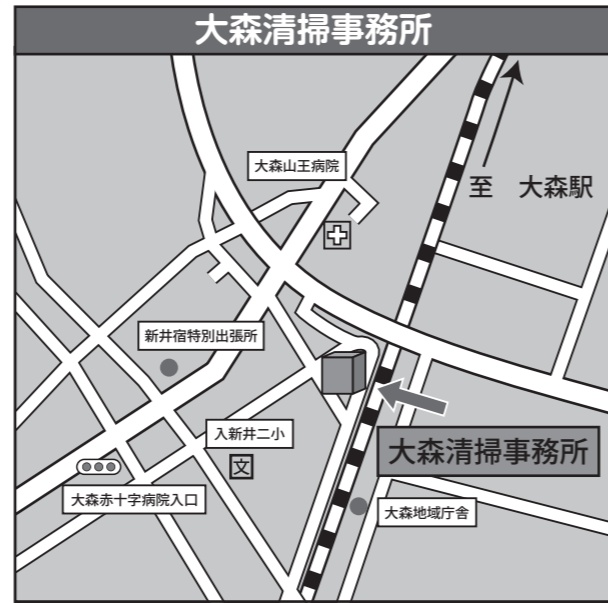 大森清掃事務所
大森山王病院
至　大森駅
新井宿特別出張所
入新井二小
文
大森清掃事務所
大森赤十字病院入口
大森地域庁舎